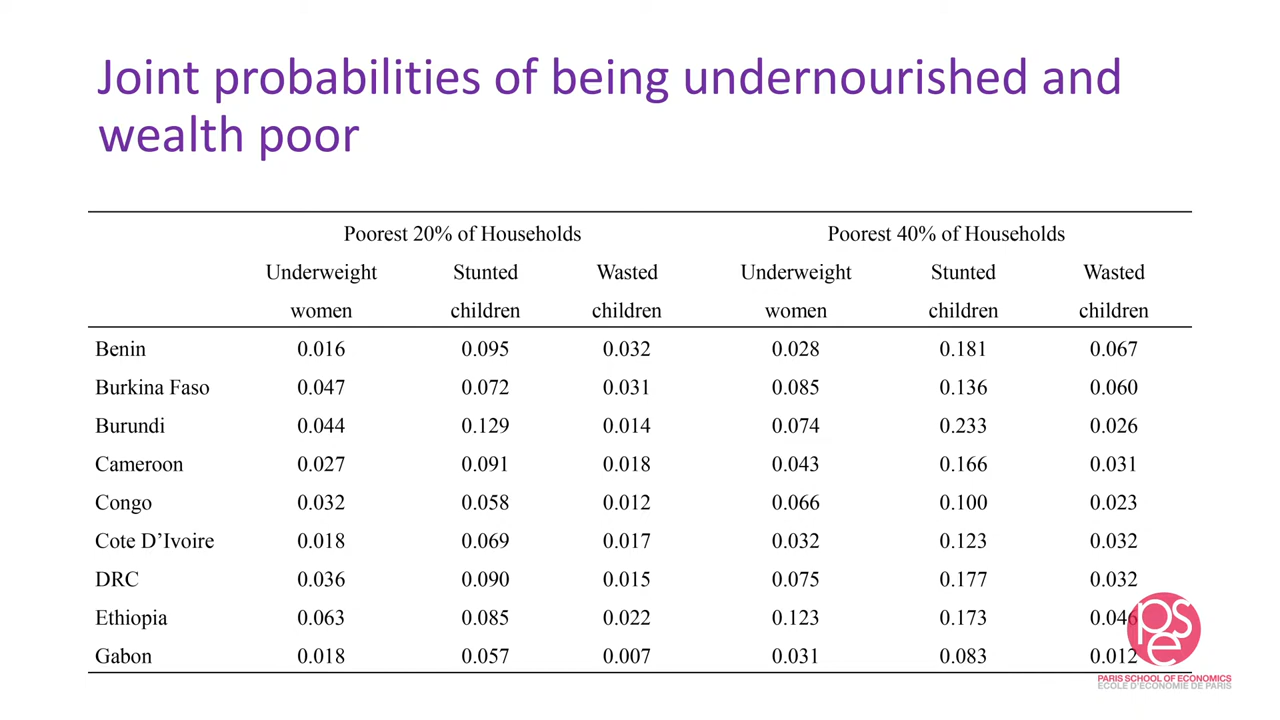 Joint probabilities of being undernourished and
wealth poor
Poorest 20% of Households Poorest 40% of Households
Underweight Stunted Wasted Underweight Stunted Wasted
women children children women children children
Benin 0.016 0.095 0.032 0.028 0.181 0.067
Burkina Faso 0.047 0.072 0.031 0.085 0.136 0.060
Burundi 0.044 0.129 0.014 0.074 0.233 0.026
Cameroon 0.027 0.091 0.018 0.043 0.166 0.031
Congo 0.032 0.058 0.012 0.066 0.100 0.023
Cote D’Ivoire 0.018 0.069 0.017 0.032 0.123 0.032
DRC 0.036 0.090 0.015 0.075 0.177 0.032
Ethiopia 0.063 0.085 0.022 0.123 0.173 0.046
Gabon 0.018 0.057 0.007 0.031 0.083 0.012
pse
PARIS SCHOOL OF ECONOMICS
ECOLE D'ECONOMIE DE PARIS